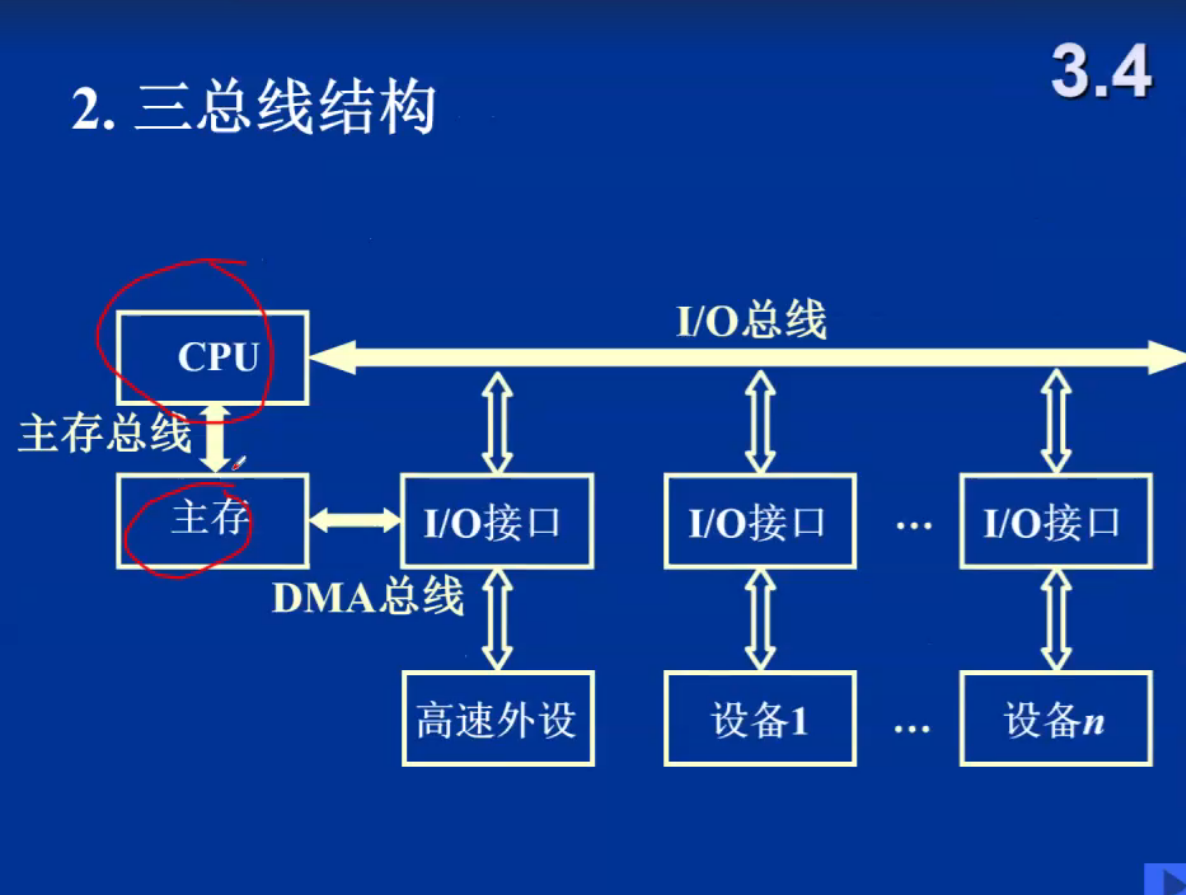 3.4
2. 三总线结构
I/O总线
CPU
主存总线
主存
I/O接口
I/O接口
...
I/O接口
DMA总线
高速外设
设备1
...
设备n